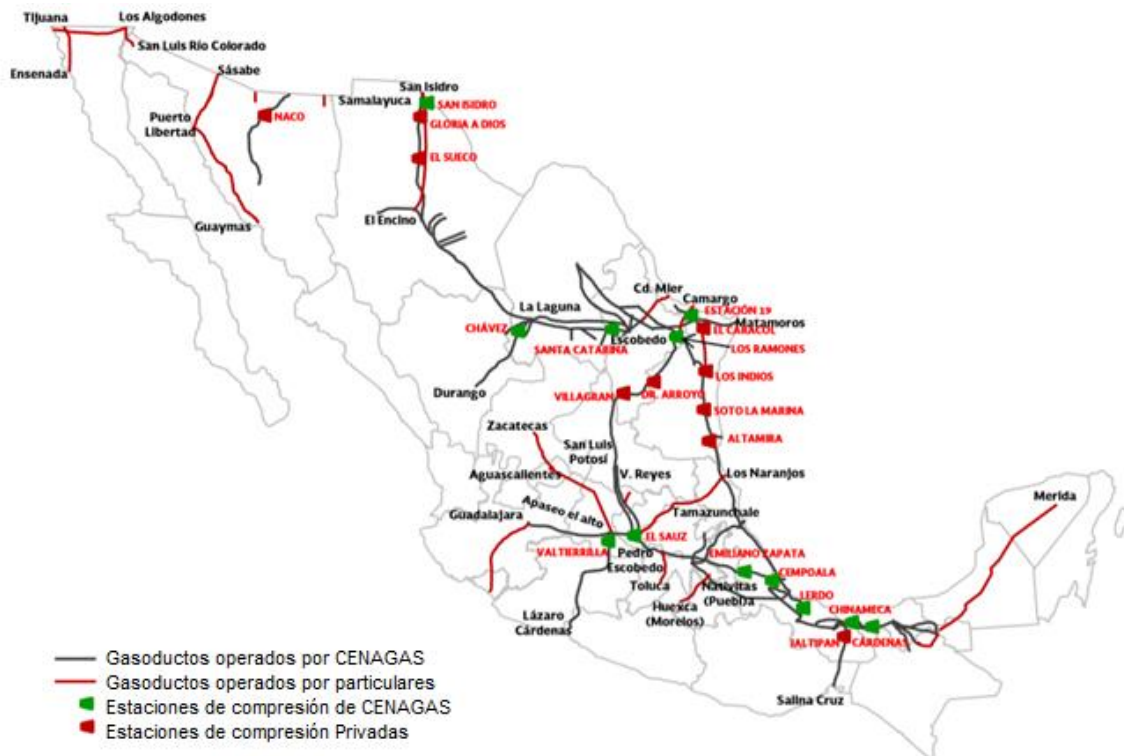 Tijuana
Los Algodones
San Luis Río Colorado
Ensenada
Sásabe
San Isidro
Samalayuca
SAN ISIDRO
NACO
GLORIA A DIOS
Puerto
Libertad
EL SUECO
El Encino
Guaymas
Cd. Mier
Camargo
La Laguna
ESTACIÓN 19
Matamoros
CHÁVEZ
EL CARACOL
Escobedo
SANTA CATARINA
LOS RAMONES
LOS INDIOS
Durango
VILLAGRAN
DR. ARROYO
SOTO LA MARINA
Zacatecas
ALTAMIRA
San Luis
Potosí
Aguascalientes
V. Reyes
Los Naranjos
Merida
Apaseo el alto
Guadalajara
Tamazunchale
EL SAUZ
VALTIERRILLA
Pedro
Escobedo
EMILIANO ZAPATA
CEMPOALA
Toluca
Nativitas
(Puebla)
LERDO
Huexca
(Morelos)
CHINAMECA
Lázaro
Cárdenas
JALTIPAN
CÁRDENAS
Salina Cruz
Gasoductos operados por CENAGAS
Gasoductos operados por particulares
Estaciones de compresión de CENAGAS
Estaciones de compresión Privadas